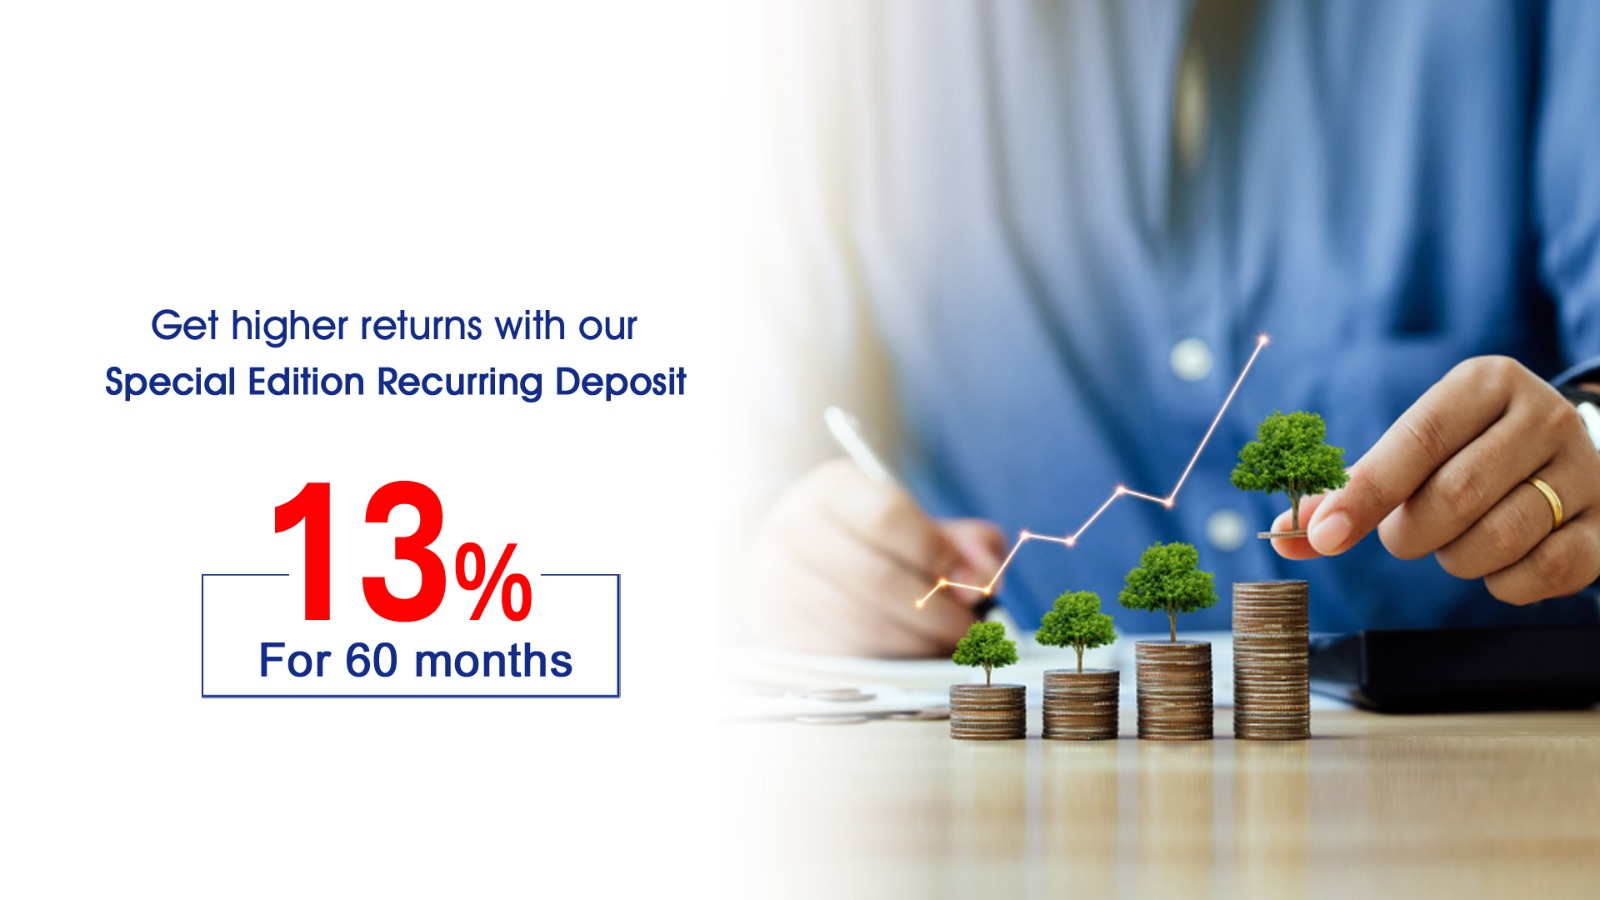 Get higher returns with our
Special Edition Recurring Deposit
13%
For 60 months